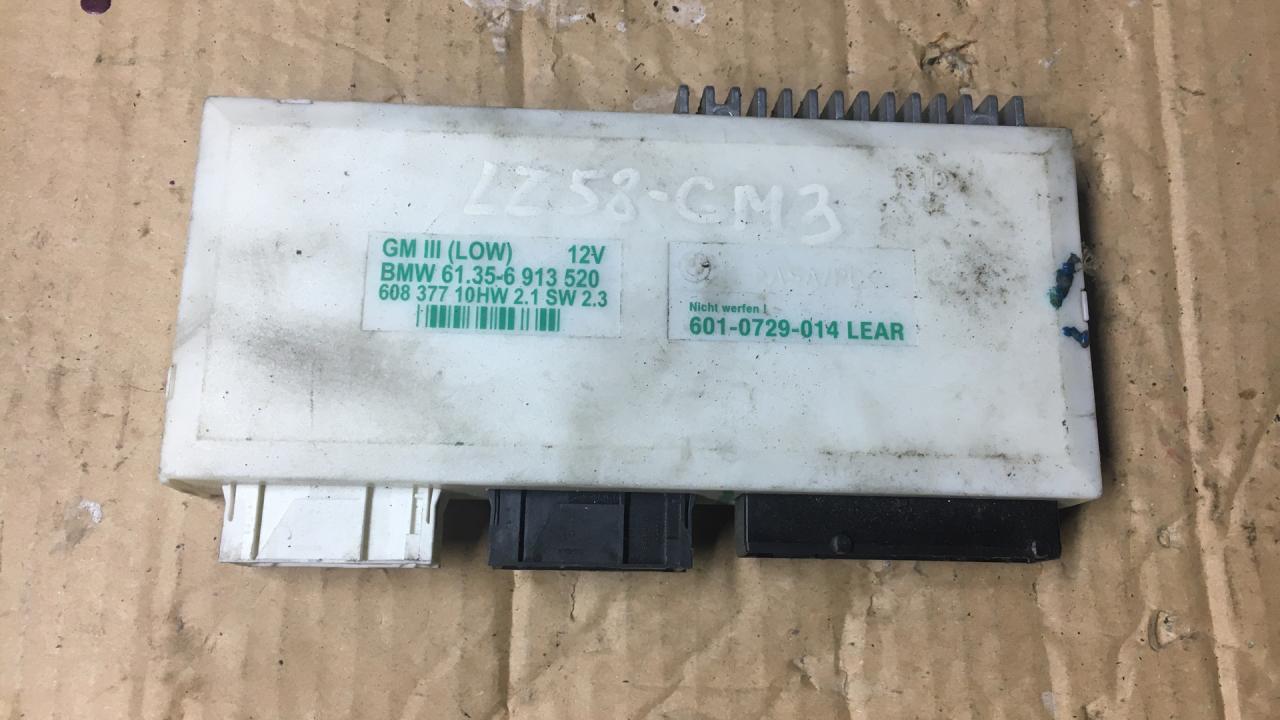 LZ58-CM3
GM III (LOW) 12V
BMW 61.35-6 913 520
608 377 10HW 2.1 SW 2.3
Nicht werfen !
601-0729-014 LEAR